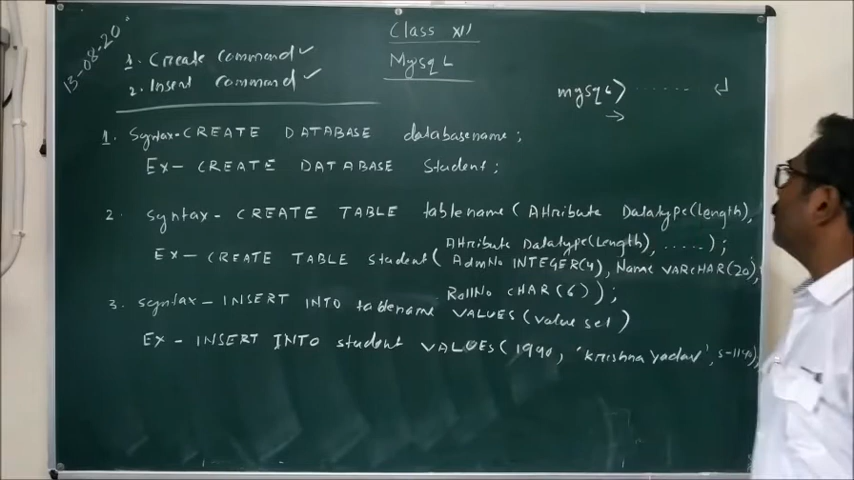 13-08-20
Class XII
MysqL
1. Create command ✓
2. Insert Command ✓
mysql> ....... ↵
1. Syntax-CREATE DATABASE databasename ;
Ex- CREATE DATABASE Student ;
2. Syntax- CREATE TABLE tablename ( Attribute Datatype(Length),
Attribute Datatype(Length), ..... ) ;
Ex- CREATE TABLE student ( AdmNo INTEGER(4), Name VARCHAR(20),
RollNo CHAR (6) ) ;
3. Syntax- INSERT INTO tablename VALUES (value set )
Ex - INSERT INTO student VALUES ( 1990, 'Krishna Yadav', S-1190),